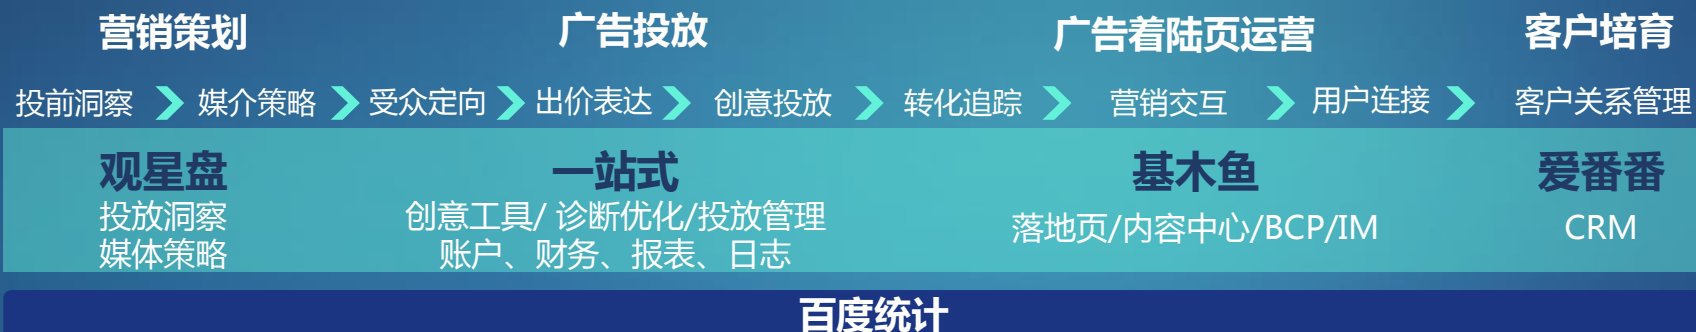 营销策划 广告投放 广告着陆页运营 客户培育
投前洞察 媒介策略 受众定向 出价表达 创意投放 转化追踪 营销交互 用户连接 客户关系管理
观星盘 一站式 基木鱼 爱番番
投放洞察 创意工具/ 诊断优化/投放管理 落地页/内容中心/BCP/IM CRM
媒体策略 账户、财务、报表、日志
百度统计